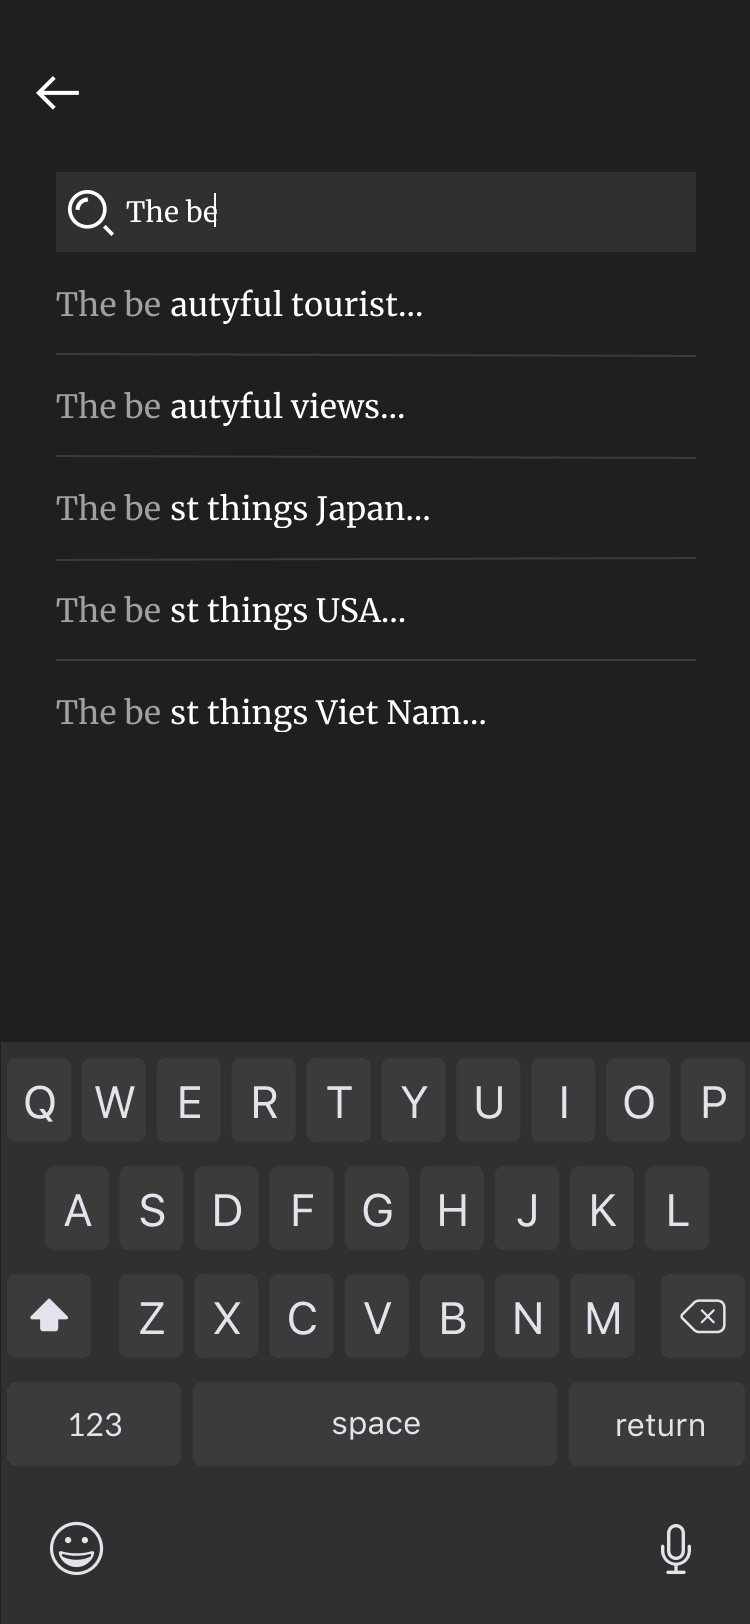 The be
The be autyful tourist...
The be autyful views...
The be st things Japan...
The be st things USA...
The be st things Viet Nam...
Q W E R T Y U I O P
A S D F G H J K L
Z X C V B N M
123 space return